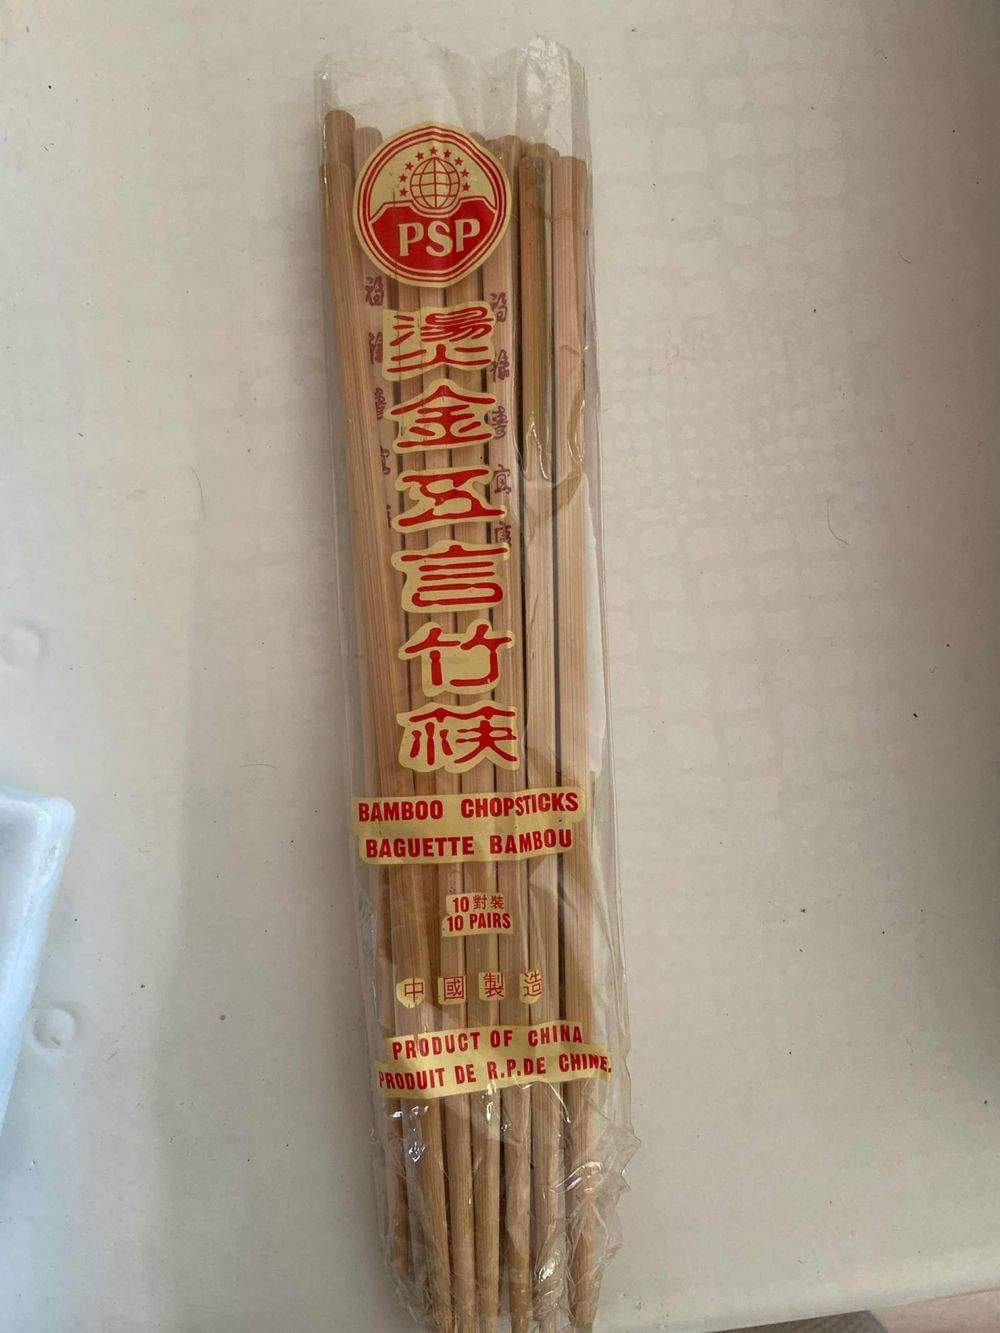 PSP
燙金五言竹筷
BAMBOO CHOPSTICKS
BAGUETTE BAMBOU
10對裝
10 PAIRS
中國製造
PRODUCT OF CHINA
PRODUIT DE R.P.DE CHINE.